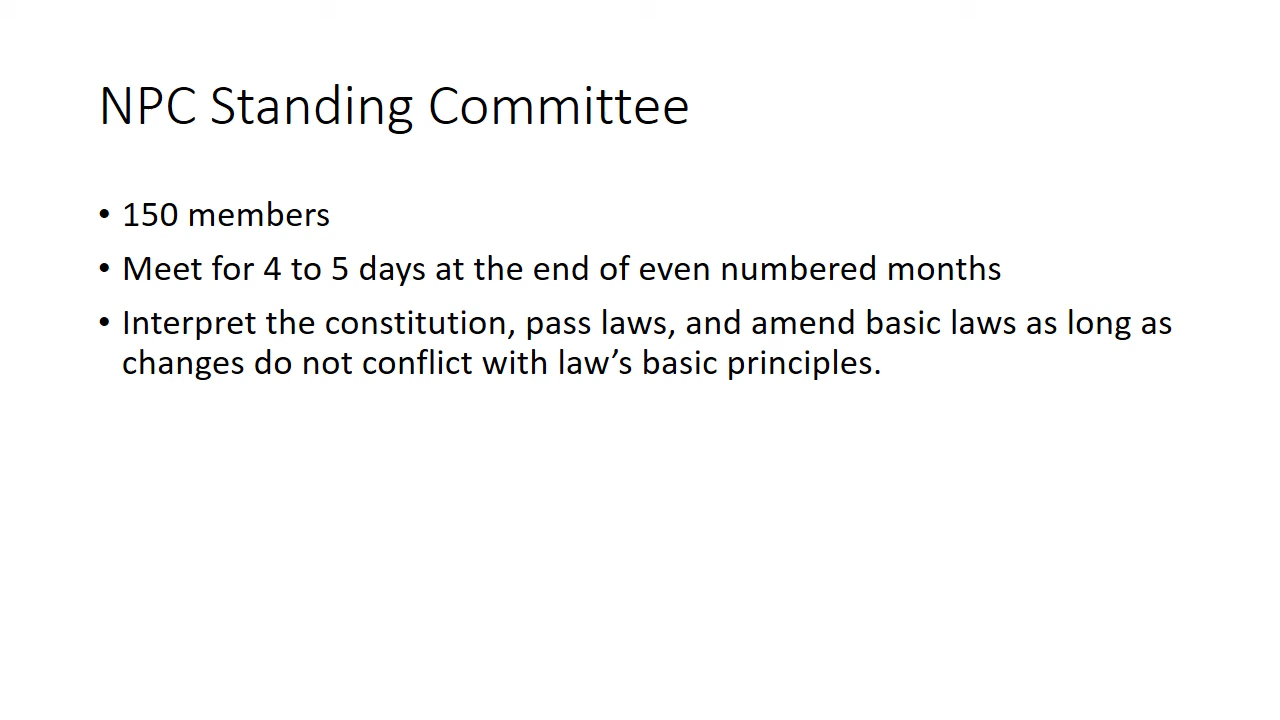 NPC Standing Committee
• 150 members
• Meet for 4 to 5 days at the end of even numbered months
• Interpret the constitution, pass laws, and amend basic laws as long as
changes do not conflict with law’s basic principles.